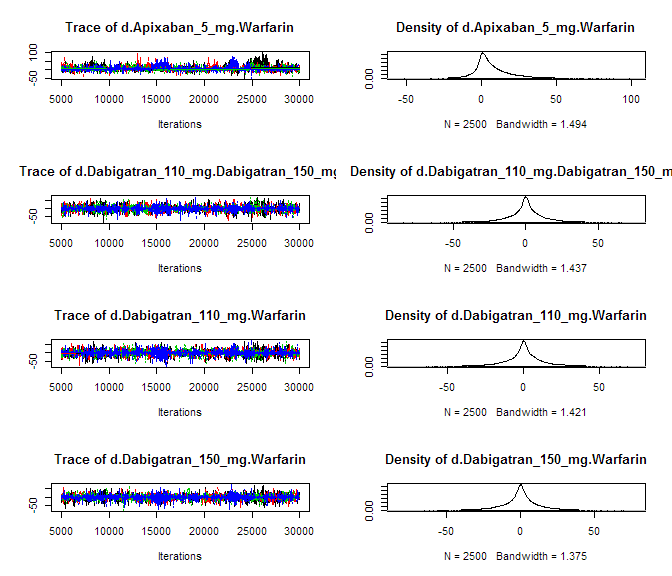 Trace of d.Apixaban_5_mg.Warfarin
100
-50
5000 10000 15000 20000 25000 30000
Iterations
Density of d.Apixaban_5_mg.Warfarin
0.00
-50 0 50 100
N = 2500 Bandwidth = 1.494
Trace of d.Dabigatran_110_mg.Dabigatran_150_mg
-50
5000 10000 15000 20000 25000 30000
Iterations
Density of d.Dabigatran_110_mg.Dabigatran_150_m
0.00
-50 0 50
N = 2500 Bandwidth = 1.437
Trace of d.Dabigatran_110_mg.Warfarin
-50
5000 10000 15000 20000 25000 30000
Iterations
Density of d.Dabigatran_110_mg.Warfarin
0.00
-50 0 50
N = 2500 Bandwidth = 1.421
Trace of d.Dabigatran_150_mg.Warfarin
-50
5000 10000 15000 20000 25000 30000
Iterations
Density of d.Dabigatran_150_mg.Warfarin
0.00
-50 0 50
N = 2500 Bandwidth = 1.375